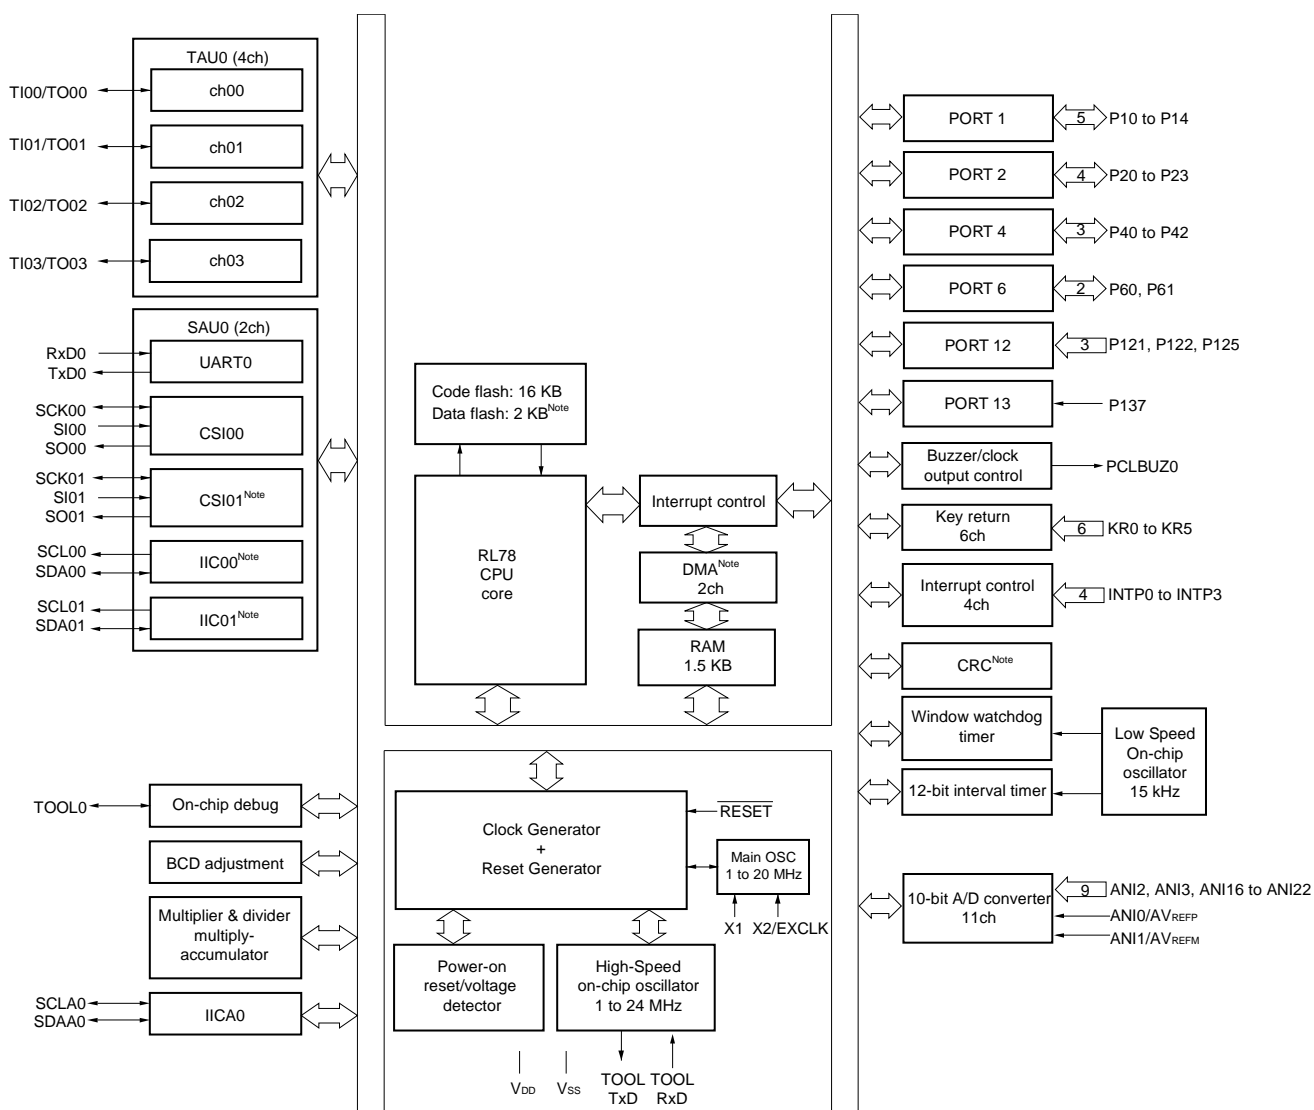 TAU0 (4ch)
TI00/TO00
ch00
TI01/TO01
ch01
TI02/TO02
ch02
TI03/TO03
ch03
SAU0 (2ch)
RxD0
TxD0
UART0
SCK00
SI00
SO00
CSI00
SCK01
SI01
SO01
CSI01Note
SCL00
SDA00
IIC00Note
SCL01
SDA01
IIC01Note
TOOL0
On-chip debug
BCD adjustment
Multiplier & divider
multiply-
accumulator
SCLA0
SDAA0
IICA0
Code flash: 16 KB
Data flash: 2 KBNote
RL78
CPU
core
Interrupt control
DMANote
2ch
RAM
1.5 KB
Clock Generator
+
Reset Generator
RESET
Main OSC
1 to 20 MHz
X1
X2/EXCLK
Power-on
reset/voltage
detector
High-Speed
on-chip oscillator
1 to 24 MHz
VDD
VSS
TOOL
TxD
TOOL
RxD
PORT 1
5
P10 to P14
PORT 2
4
P20 to P23
PORT 4
3
P40 to P42
PORT 6
2
P60, P61
PORT 12
3
P121, P122, P125
PORT 13
P137
Buzzer/clock
output control
PCLBUZ0
Key return
6ch
6
KR0 to KR5
Interrupt control
4ch
4
INTP0 to INTP3
CRCNote
Window watchdog
timer
12-bit interval timer
Low Speed
On-chip
oscillator
15 kHz
10-bit A/D converter
11ch
9
ANI2, ANI3, ANI16 to ANI22
ANI0/AVREFP
ANI1/AVREFM